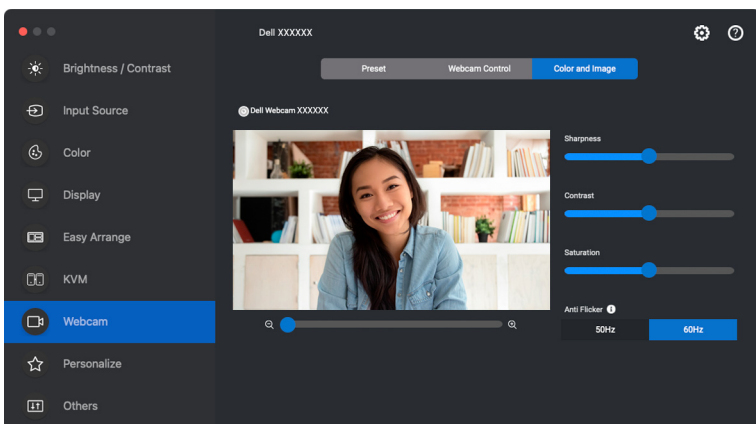 Dell XXXXXX
Brightness / Contrast
Input Source
Color
Display
Easy Arrange
KVM
Webcam
Personalize
Others
Preset
Webcam Control
Color and Image
Dell Webcam XXXXXX
Sharpness
Contrast
Saturation
Anti Flicker
50Hz
60Hz